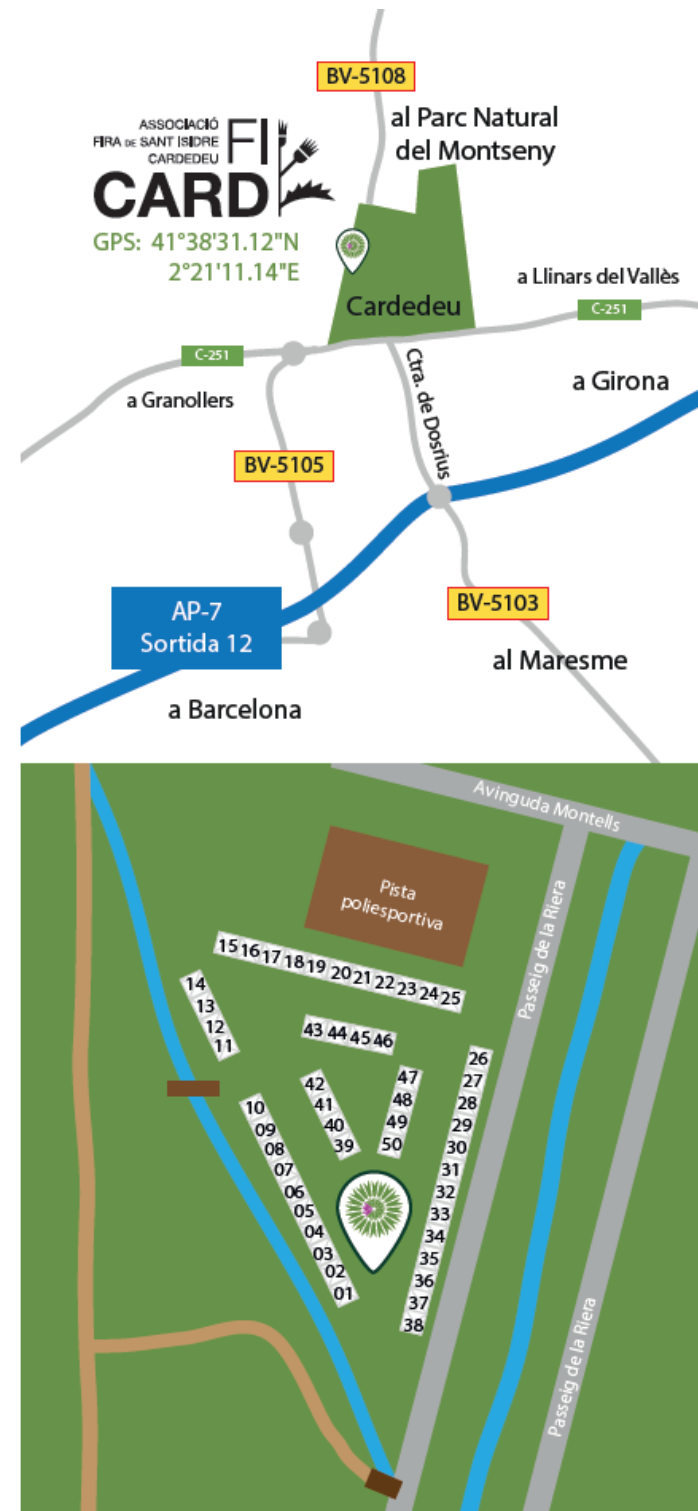 BV-5108
ASSOCIACIÓ
FIRA DE SANT ISIDRE
CARDEDEU
FI
CARD
al Parc Natural
del Montseny
GPS: 41°38'31.12"N
2°21'11.14"E
a Llinars del Vallès
Cardedeu
C-251
C-251
a Granollers
Ctra. de Dosrius
a Girona
BV-5105
AP-7
Sortida 12
BV-5103
al Maresme
a Barcelona
Avinguda Montells
Pista
poliesportiva
Passeig de la Riera
15 16 17 18 19 20 21 22 23 24 25
14
13
12
11
43 44 45 46
26
27
28
29
30
31
32
33
34
35
36
37
38
42
41
40
39
47
48
49
50
10
09
08
07
06
05
04
03
02
01
Passeig de la Riera